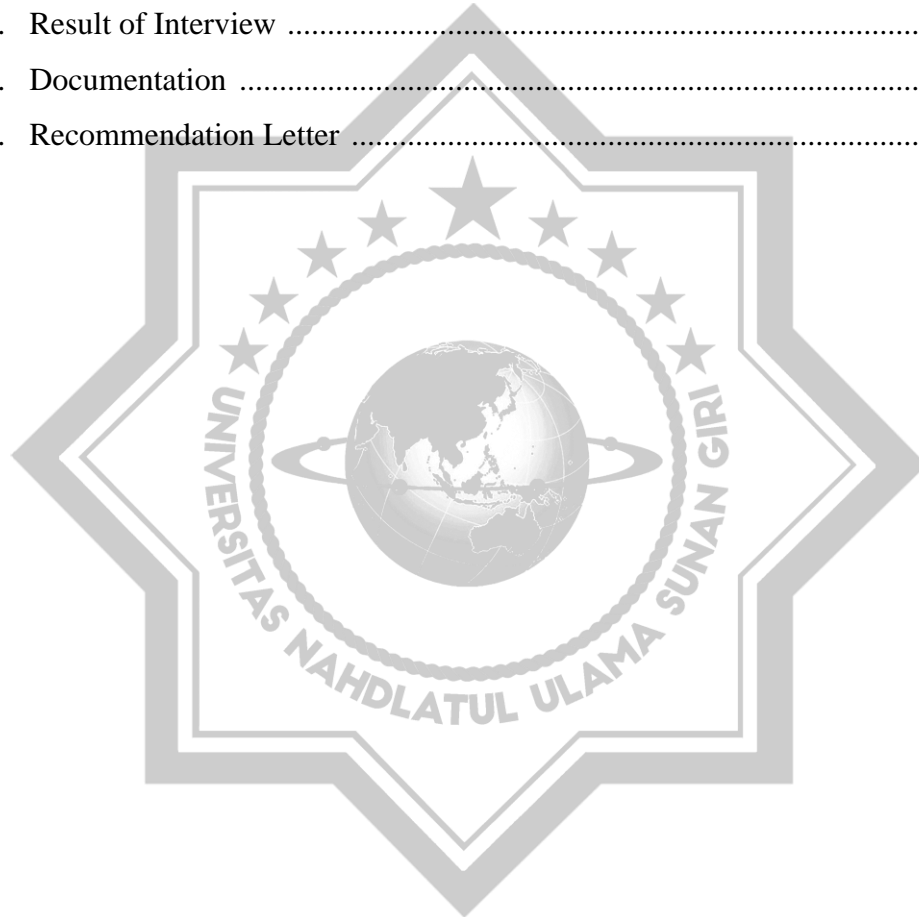 . Result of Interview ................................................................................
. Documentation ......................................................................................
. Recommendation Letter ........................................................................
UNIVERSITAS NAHDLATUL ULAMA SUNAN GIRI